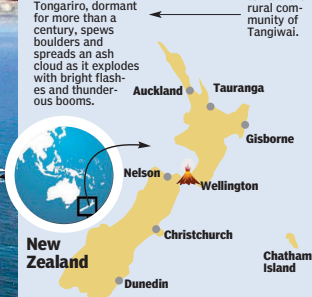 Tongariro, dormant
for more than a
century, spews
boulders and
spreads an ash
cloud as it explodes
with bright flash-
es and thunder-
ous booms.
rural com-
munity of
Tangiwai.
Auckland
Tauranga
Gisborne
Nelson
Wellington
Christchurch
New
Zealand
Chatham
Island
Dunedin